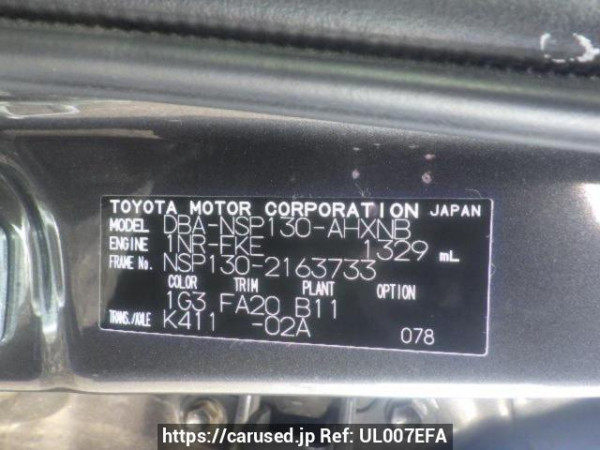 TOYOTA MOTOR CORPORATION JAPAN
MODEL DBA-NSP130-AHXNB
ENGINE 1NR-FKE 1329 mL
FRAME No. NSP130-2163733
COLOR TRIM PLANT OPTION
1G3 FA20 B11
TRANS./AXLE K411 -02A
078
https://carused.jp Ref: UL007EFA